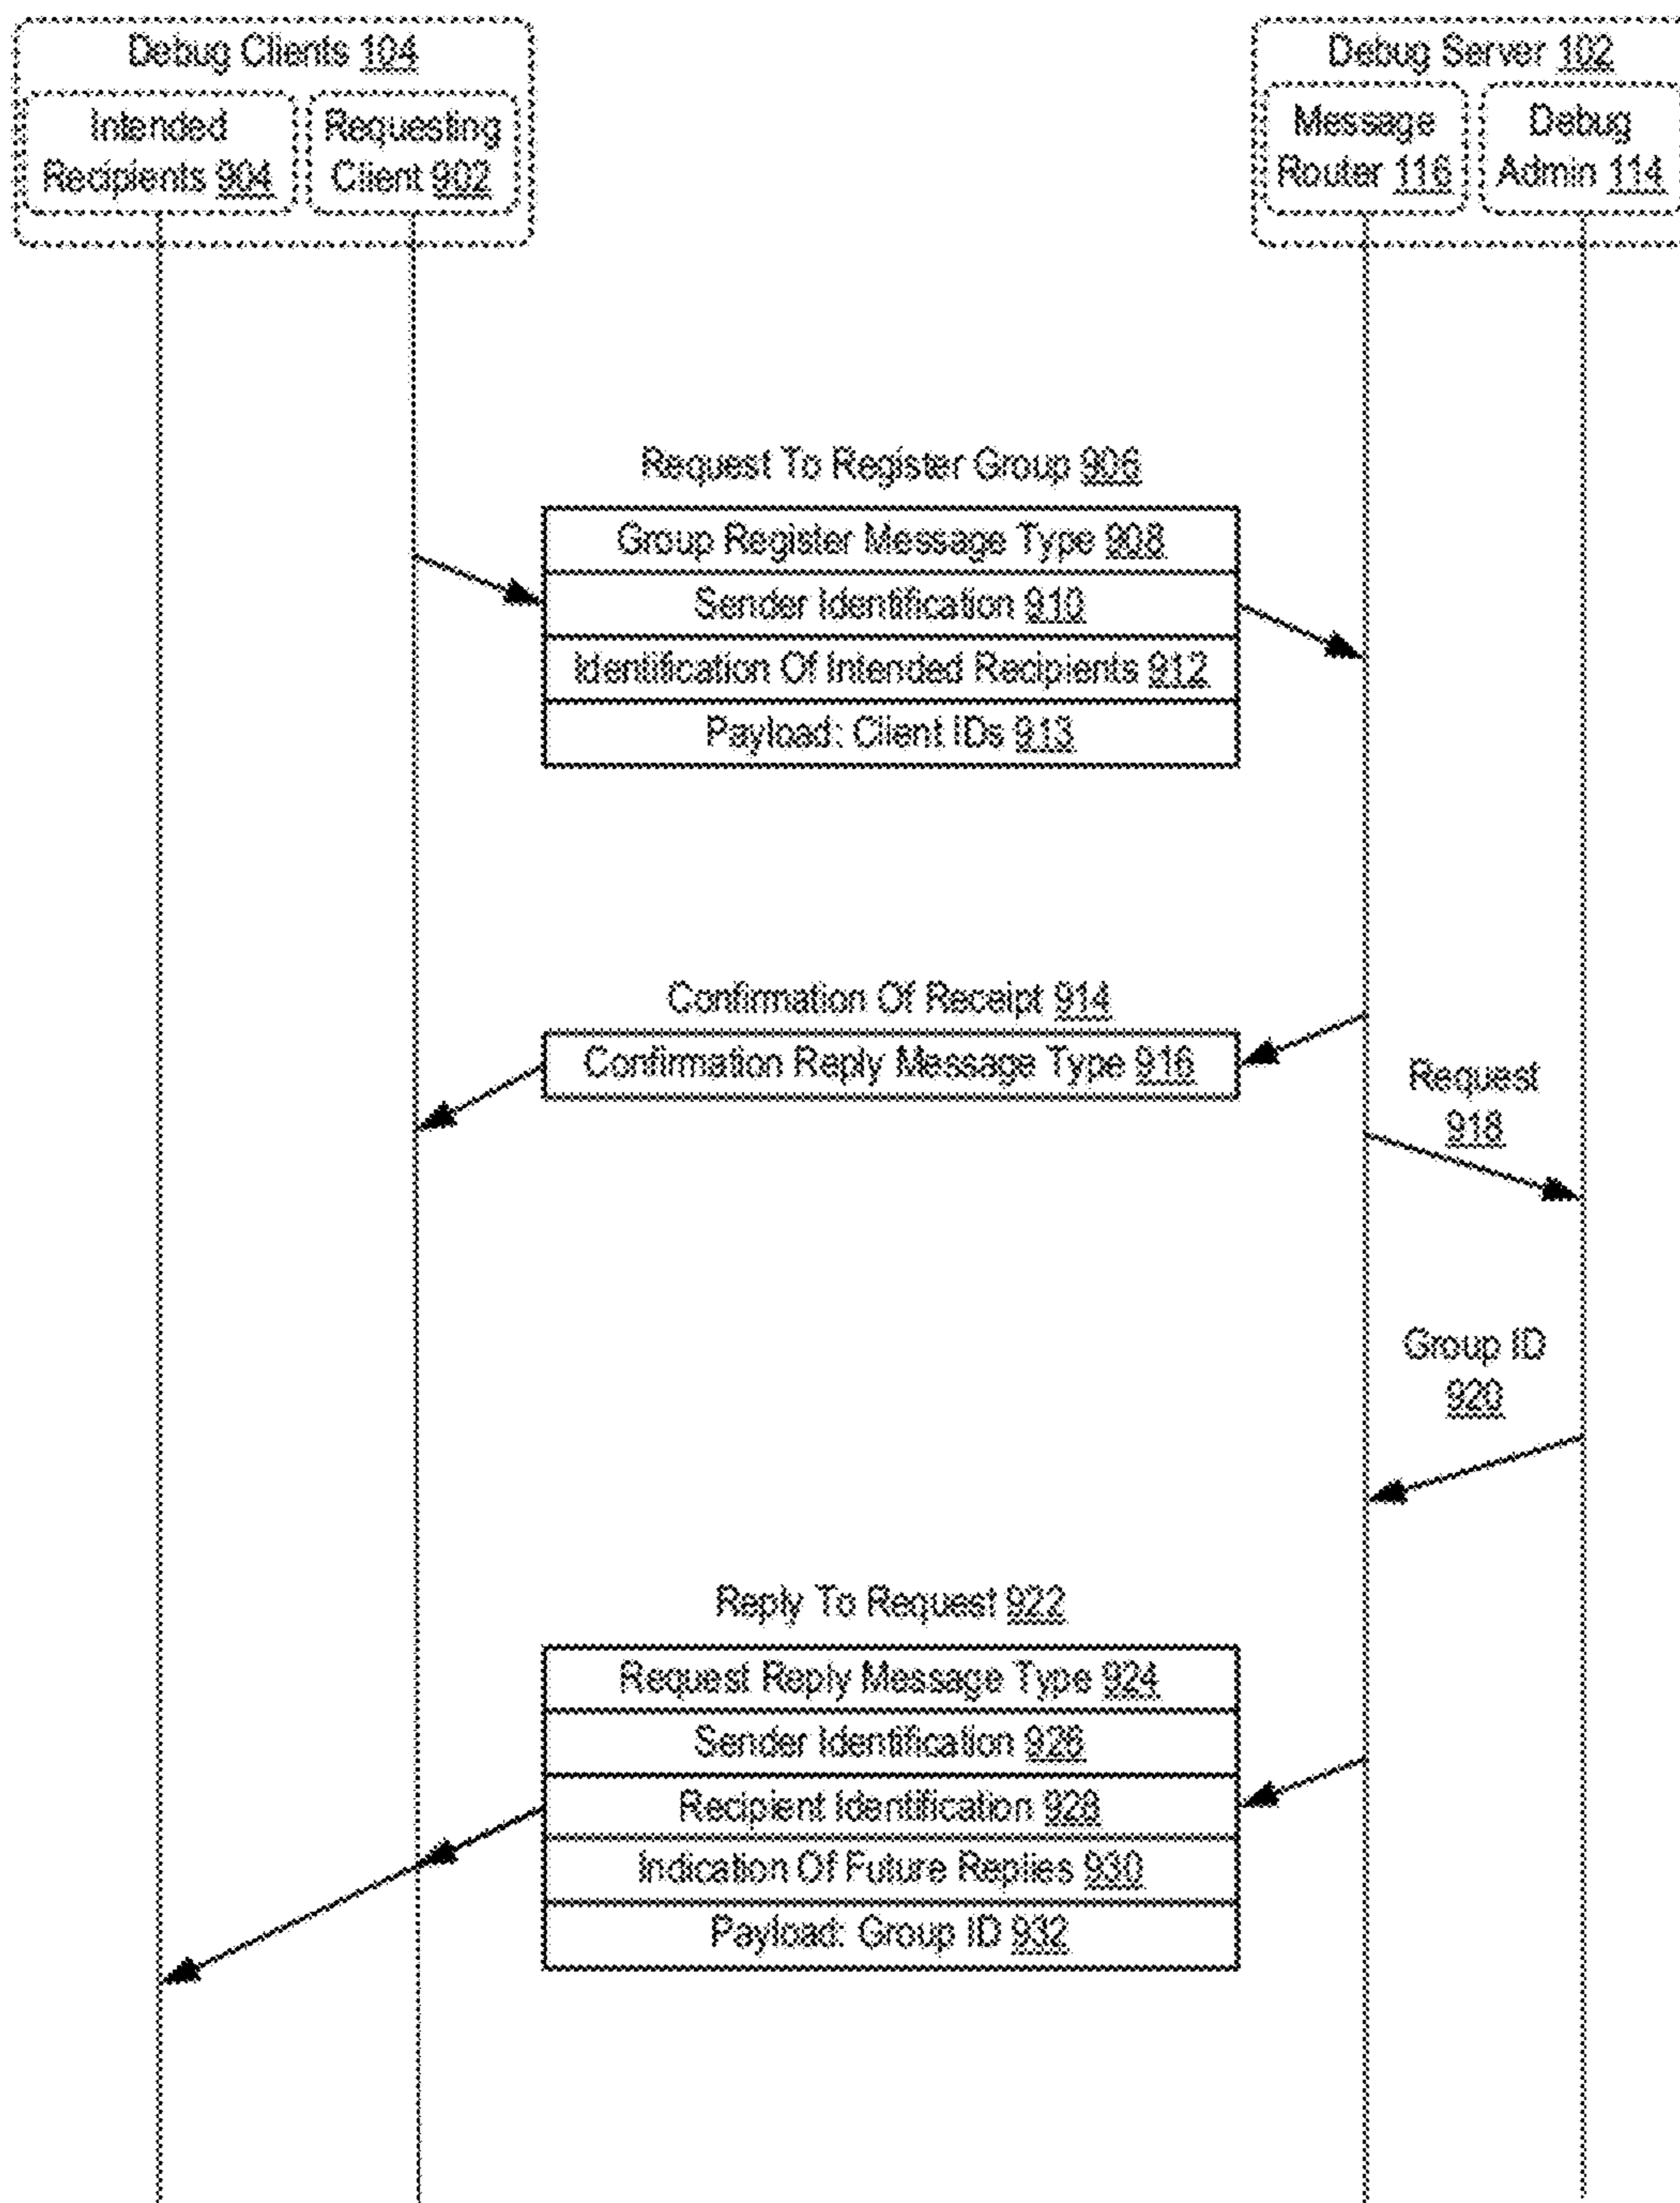 Debug Clients 104
Intended
Recipients 904
Requesting
Client 902
Debug Server 102
Message
Router 116
Debug
Admin 114
Request To Register Group 906
Group Register Message Type 908
Sender Identification 910
Identification Of Intended Recipients 912
Payload: Client IDs 913
Confirmation Of Receipt 914
Confirmation Reply Message Type 916
Request
918
Group ID
920
Reply To Request 922
Request Reply Message Type 924
Sender Identification 926
Recipient Identification 928
Indication Of Future Replies 930
Payload: Group ID 932